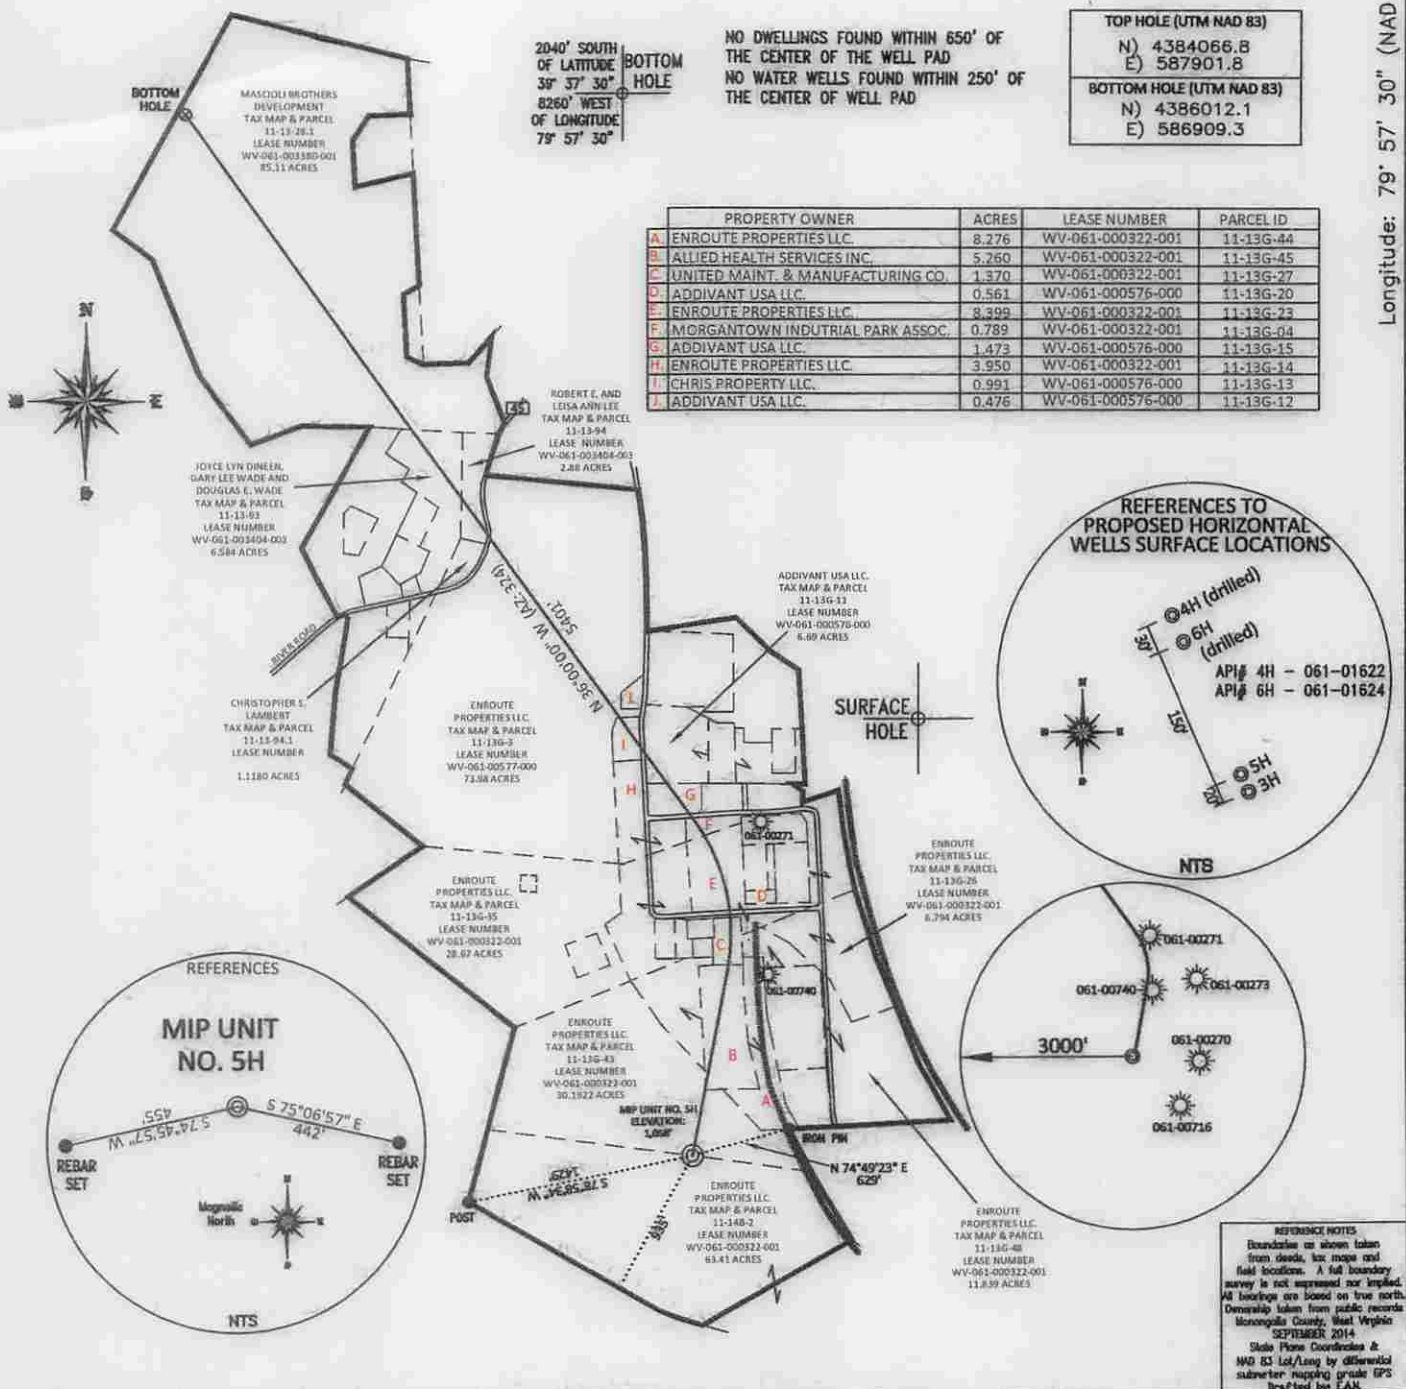 BOTTOM
HOLE
MASCIOLI BROTHERS
DEVELOPMENT
TAX MAP & PARCEL
11-13-28.1
LEASE NUMBER
WV-061-003380-001
85.11 ACRES
2040' SOUTH
OF LATITUDE
39° 37' 30"
8260' WEST
OF LONGITUDE
79° 57' 30"
BOTTOM
HOLE
NO DWELLINGS FOUND WITHIN 650' OF
THE CENTER OF THE WELL PAD
NO WATER WELLS FOUND WITHIN 250' OF
THE CENTER OF WELL PAD
TOP HOLE (UTM NAD 83)
N) 4384066.8
E) 587901.8
BOTTOM HOLE (UTM NAD 83)
N) 4386012.1
E) 586909.3
Longitude: 79° 57' 30" (NAD
PROPERTY OWNER ACRES LEASE NUMBER PARCEL ID
A. ENROUTE PROPERTIES LLC. 8.276 WV-061-000322-001 11-13G-44
B. ALLIED HEALTH SERVICES INC. 5.260 WV-061-000322-001 11-13G-45
C. UNITED MAINT. & MANUFACTURING CO. 1.370 WV-061-000322-001 11-13G-27
D. ADDIVANT USA LLC. 0.561 WV-061-000576-000 11-13G-20
E. ENROUTE PROPERTIES LLC. 8.399 WV-061-000322-001 11-13G-23
F. MORGANTOWN INDUTRIAL PARK ASSOC. 0.789 WV-061-000322-001 11-13G-04
G. ADDIVANT USA LLC. 1.473 WV-061-000576-000 11-13G-15
H. ENROUTE PROPERTIES LLC. 3.950 WV-061-000322-001 11-13G-14
I. CHRIS PROPERTY LLC. 0.991 WV-061-000576-000 11-13G-13
J. ADDIVANT USA LLC. 0.476 WV-061-000576-000 11-13G-12
N
S
45
ROBERT E. AND
LEISA ANN LEE
TAX MAP & PARCEL
11-13-94
LEASE NUMBER
WV-061-003404-003
2.88 ACRES
JOYCE LYN DINEEN,
GARY LEE WADE AND
DOUGLAS E. WADE
TAX MAP & PARCEL
11-13-93
LEASE NUMBER
WV-061-003404-003
6.584 ACRES
RIVER ROAD
N 36°00'00" W (AZ: 324)
5401'
CHRISTOPHER S.
LAMBERT
TAX MAP & PARCEL
11-13-94.1
LEASE NUMBER
1.1180 ACRES
ENROUTE
PROPERTIES LLC.
TAX MAP & PARCEL
11-13G-3
LEASE NUMBER
WV-061-00577-000
73.98 ACRES
ADDIVANT USA LLC.
TAX MAP & PARCEL
11-13G-11
LEASE NUMBER
WV-061-000576-000
6.69 ACRES
SURFACE
HOLE
REFERENCES TO
PROPOSED HORIZONTAL
WELLS SURFACE LOCATIONS
4H (drilled)
6H
(drilled)
30'
API# 4H - 061-01622
API# 6H - 061-01624
150'
5H
3H
20'
NTS
I
H
G
F
E
D
C
B
A
061-00271
061-00740
ENROUTE
PROPERTIES LLC.
TAX MAP & PARCEL
11-13G-26
LEASE NUMBER
WV-061-000322-001
6.794 ACRES
ENROUTE
PROPERTIES LLC.
TAX MAP & PARCEL
11-13G-35
LEASE NUMBER
WV-061-000322-001
28.67 ACRES
ENROUTE
PROPERTIES LLC.
TAX MAP & PARCEL
11-13G-43
LEASE NUMBER
WV-061-000322-001
30.1922 ACRES
MIP UNIT NO. 5H
ELEVATION:
IRON PIN
N 74°49'23" E
629'
S 78°58'34" W
1429'
POST
935'
ENROUTE
PROPERTIES LLC.
TAX MAP & PARCEL
11-14B-2
LEASE NUMBER
WV-061-000322-001
63.41 ACRES
ENROUTE
PROPERTIES LLC.
TAX MAP & PARCEL
11-13G-48
LEASE NUMBER
WV-061-000322-001
11.839 ACRES
REFERENCES
MIP UNIT
NO. 5H
S 74°45'57" W
455'
S 75°06'57" E
442'
REBAR
SET
REBAR
SET
Magnetic
North
NTS
061-00271
061-00740
061-00273
3000'
061-00270
061-00716
REFERENCE NOTES
Boundaries as shown taken
from deeds, tax maps and
field locations. A full boundary
survey is not expressed nor implied.
All bearings are based on true north.
Ownership taken from public records
Monongalia County, West Virginia
SEPTEMBER 2014
State Plane Coordinates &
NAD 83 Lat/Long by differential
submeter mapping grade GPS
Drafted by: F.A.H.